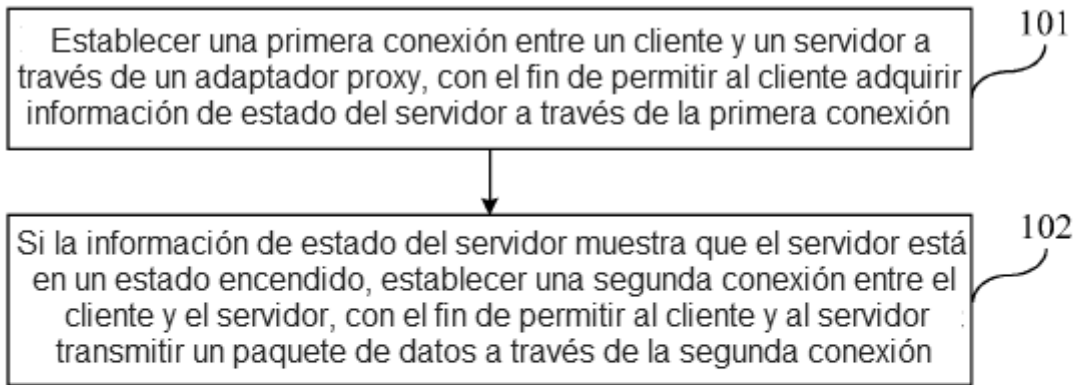 101
Establecer una primera conexión entre un cliente y un servidor a
través de un adaptador proxy, con el fin de permitir al cliente adquirir
información de estado del servidor a través de la primera conexión
102
Si la información de estado del servidor muestra que el servidor está
en un estado encendido, establecer una segunda conexión entre el
cliente y el servidor, con el fin de permitir al cliente y al servidor
transmitir un paquete de datos a través de la segunda conexión